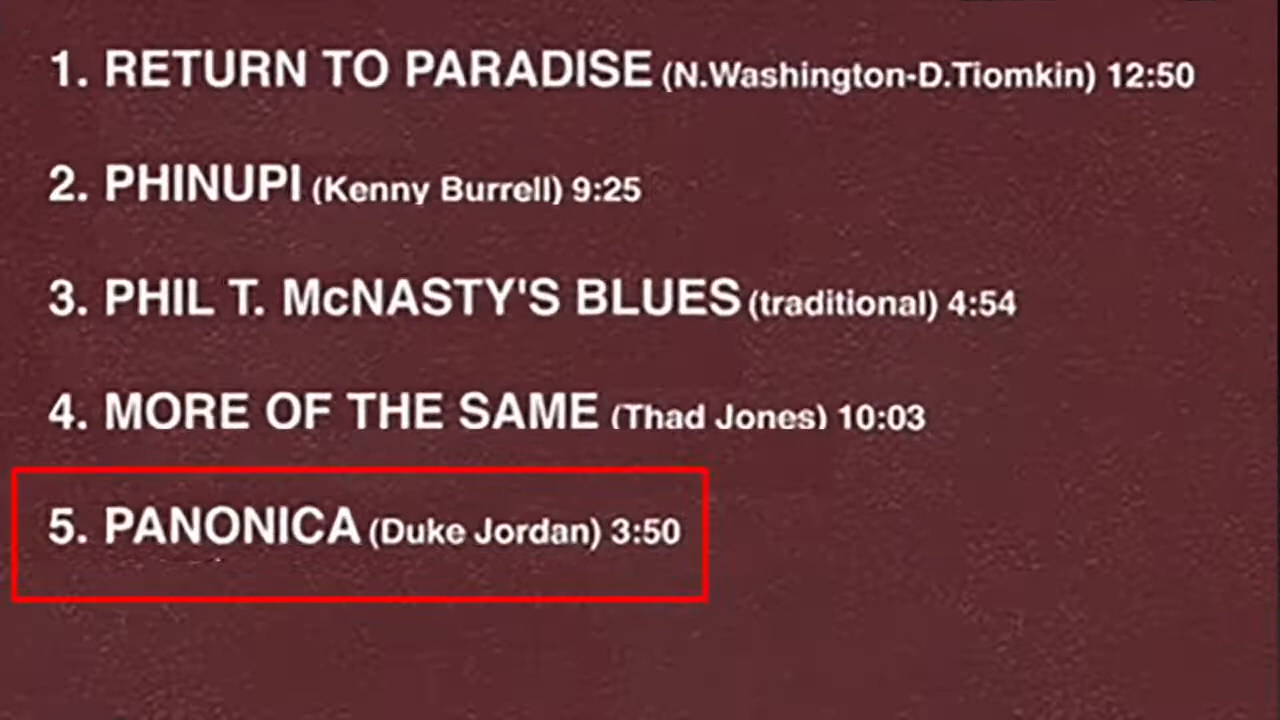 1. RETURN TO PARADISE (N.Washington-D.Tiomkin) 12:50
2. PHINUPI (Kenny Burrell) 9:25
3. PHIL T. McNASTY'S BLUES (traditional) 4:54
4. MORE OF THE SAME (Thad Jones) 10:03
5. PANONICA (Duke Jordan) 3:50